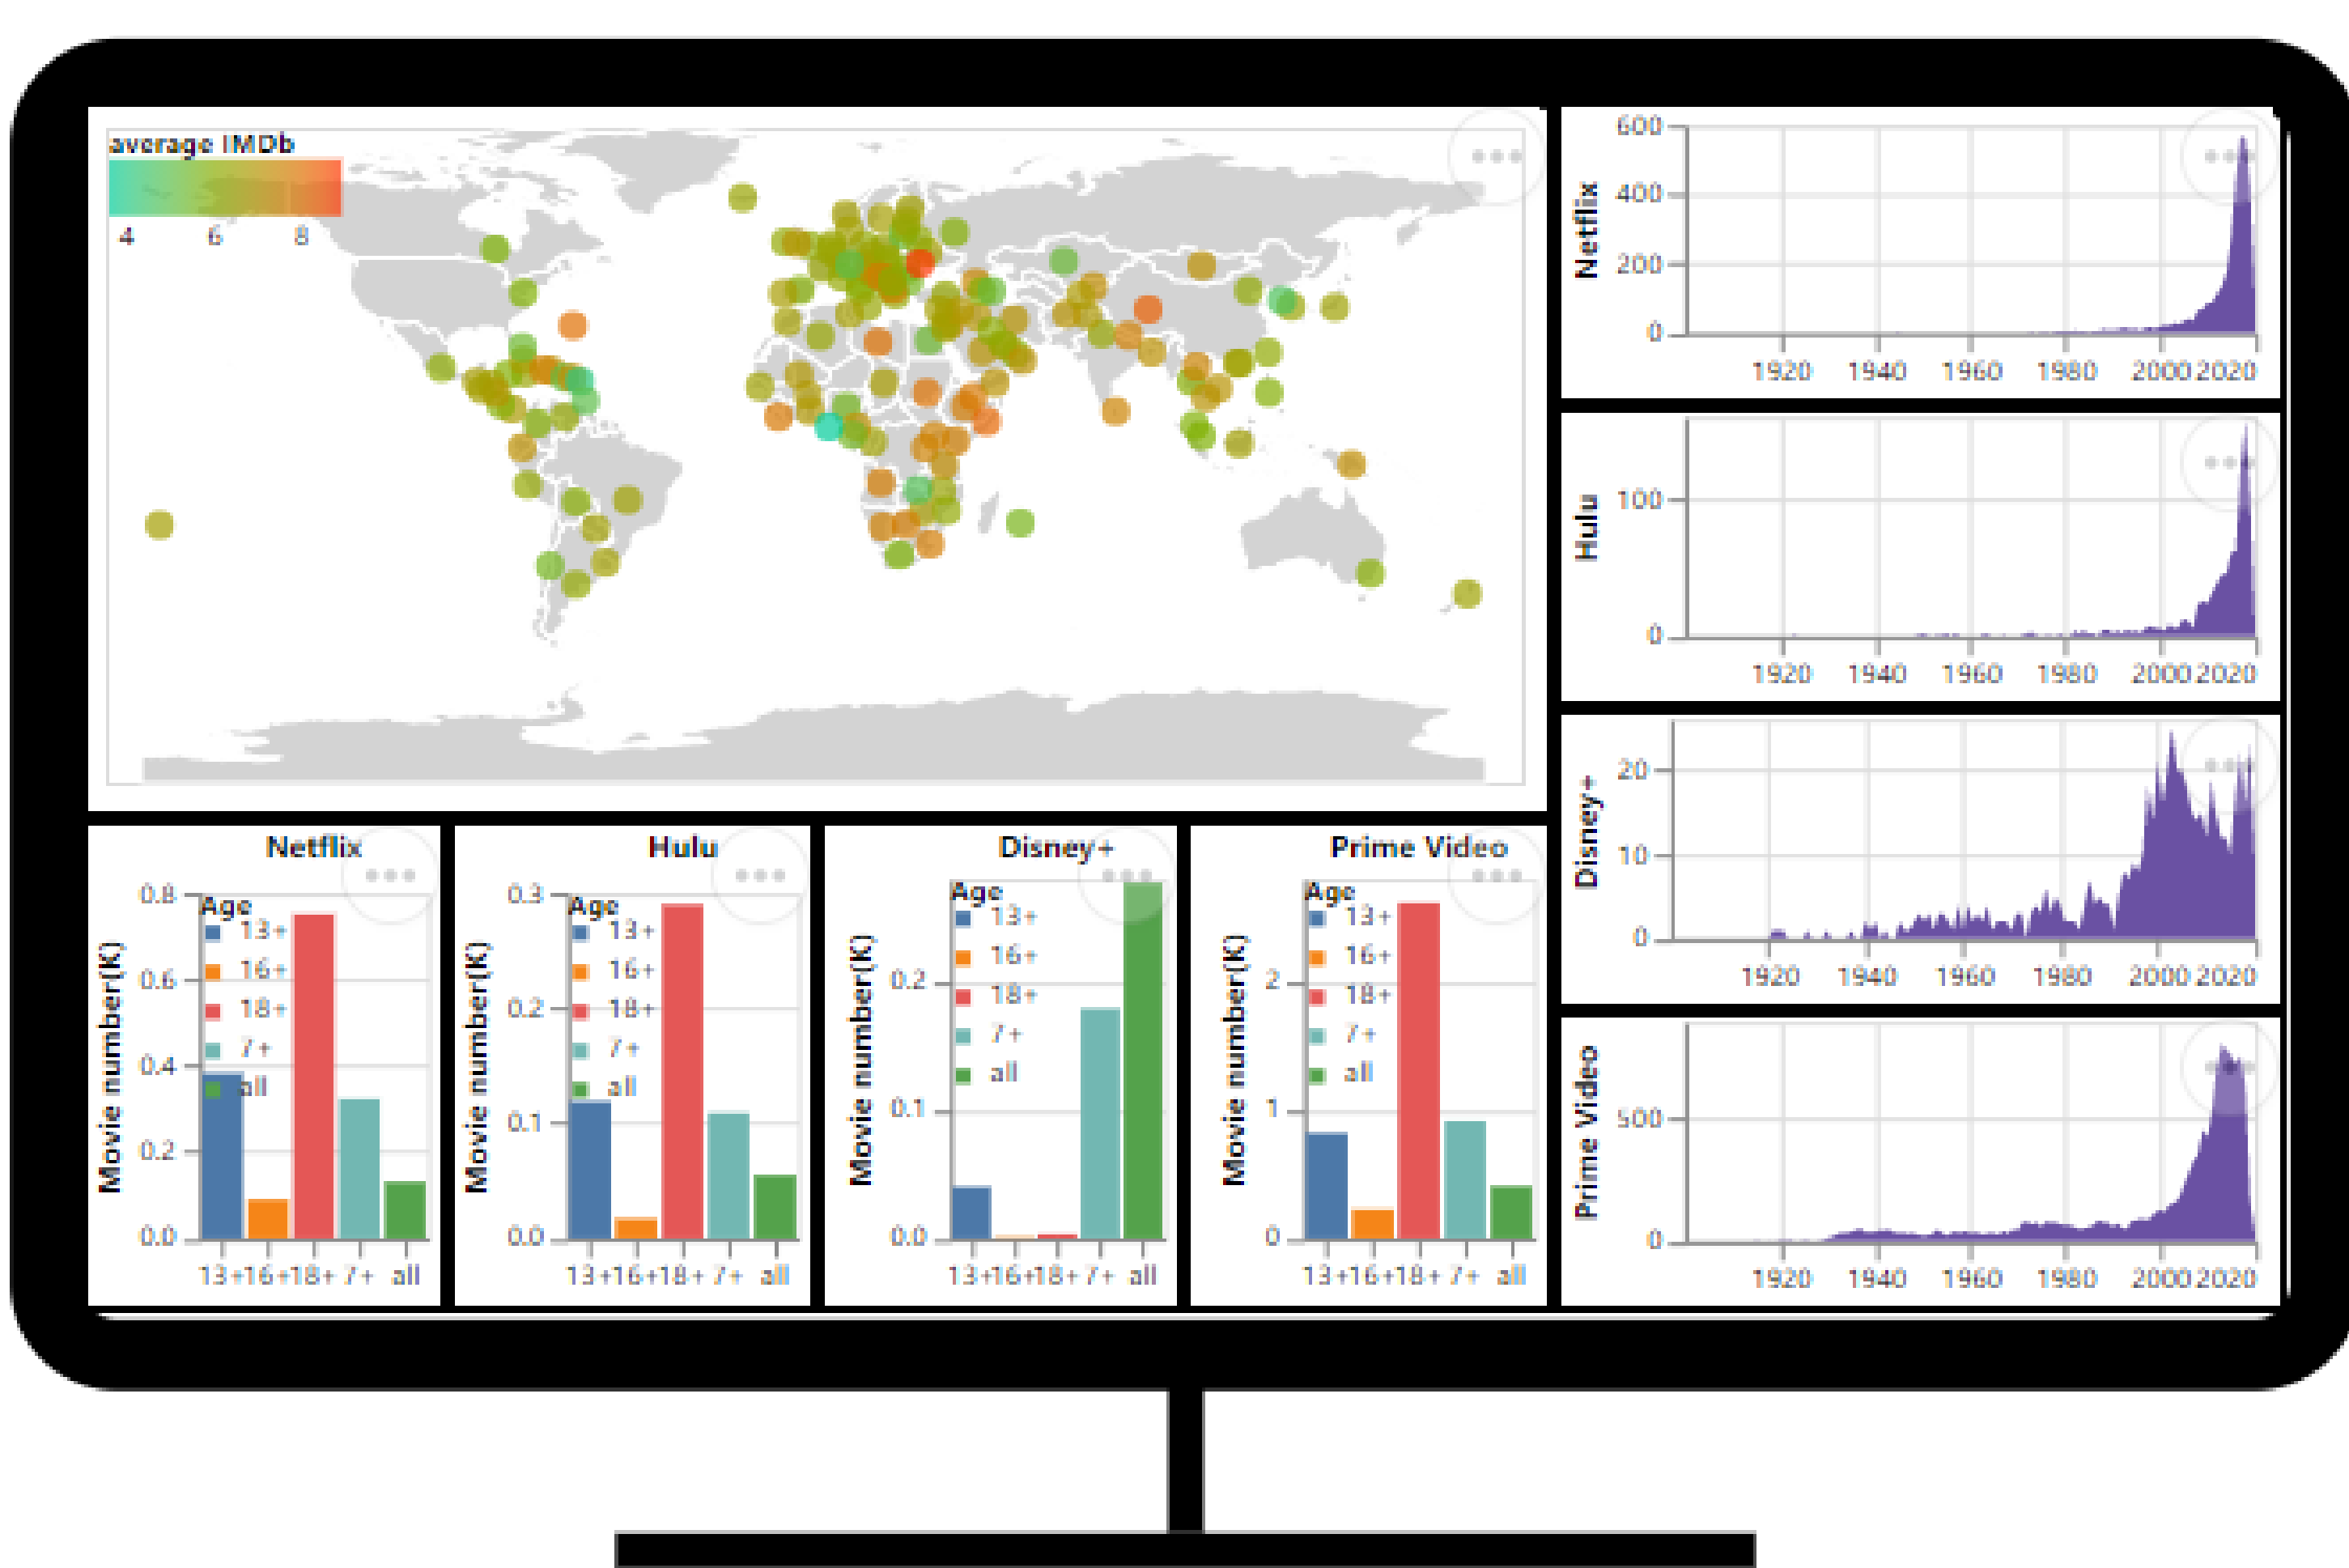 average IMDb
4 6 8
Netflix
600
400
200
0
1920 1940 1960 1980 2000 2020
Hulu
100
0
1920 1940 1960 1980 2000 2020
Disney+
20
10
0
1920 1940 1960 1980 2000 2020
Prime Video
500
0
1920 1940 1960 1980 2000 2020
Netflix
Movie number(K)
0.8
0.6
0.4
0.2
0.0
Age
13+
16+
18+
7+
all
13+ 16+ 18+ 7+ all
Hulu
Movie number(K)
0.3
0.2
0.1
0.0
Age
13+
16+
18+
7+
all
13+ 16+ 18+ 7+ all
Disney+
Movie number(K)
0.2
0.1
0.0
Age
13+
16+
18+
7+
all
13+ 16+ 18+ 7+ all
Prime Video
Movie number(K)
2
1
0
Age
13+
16+
18+
7+
all
13+ 16+ 18+ 7+ all